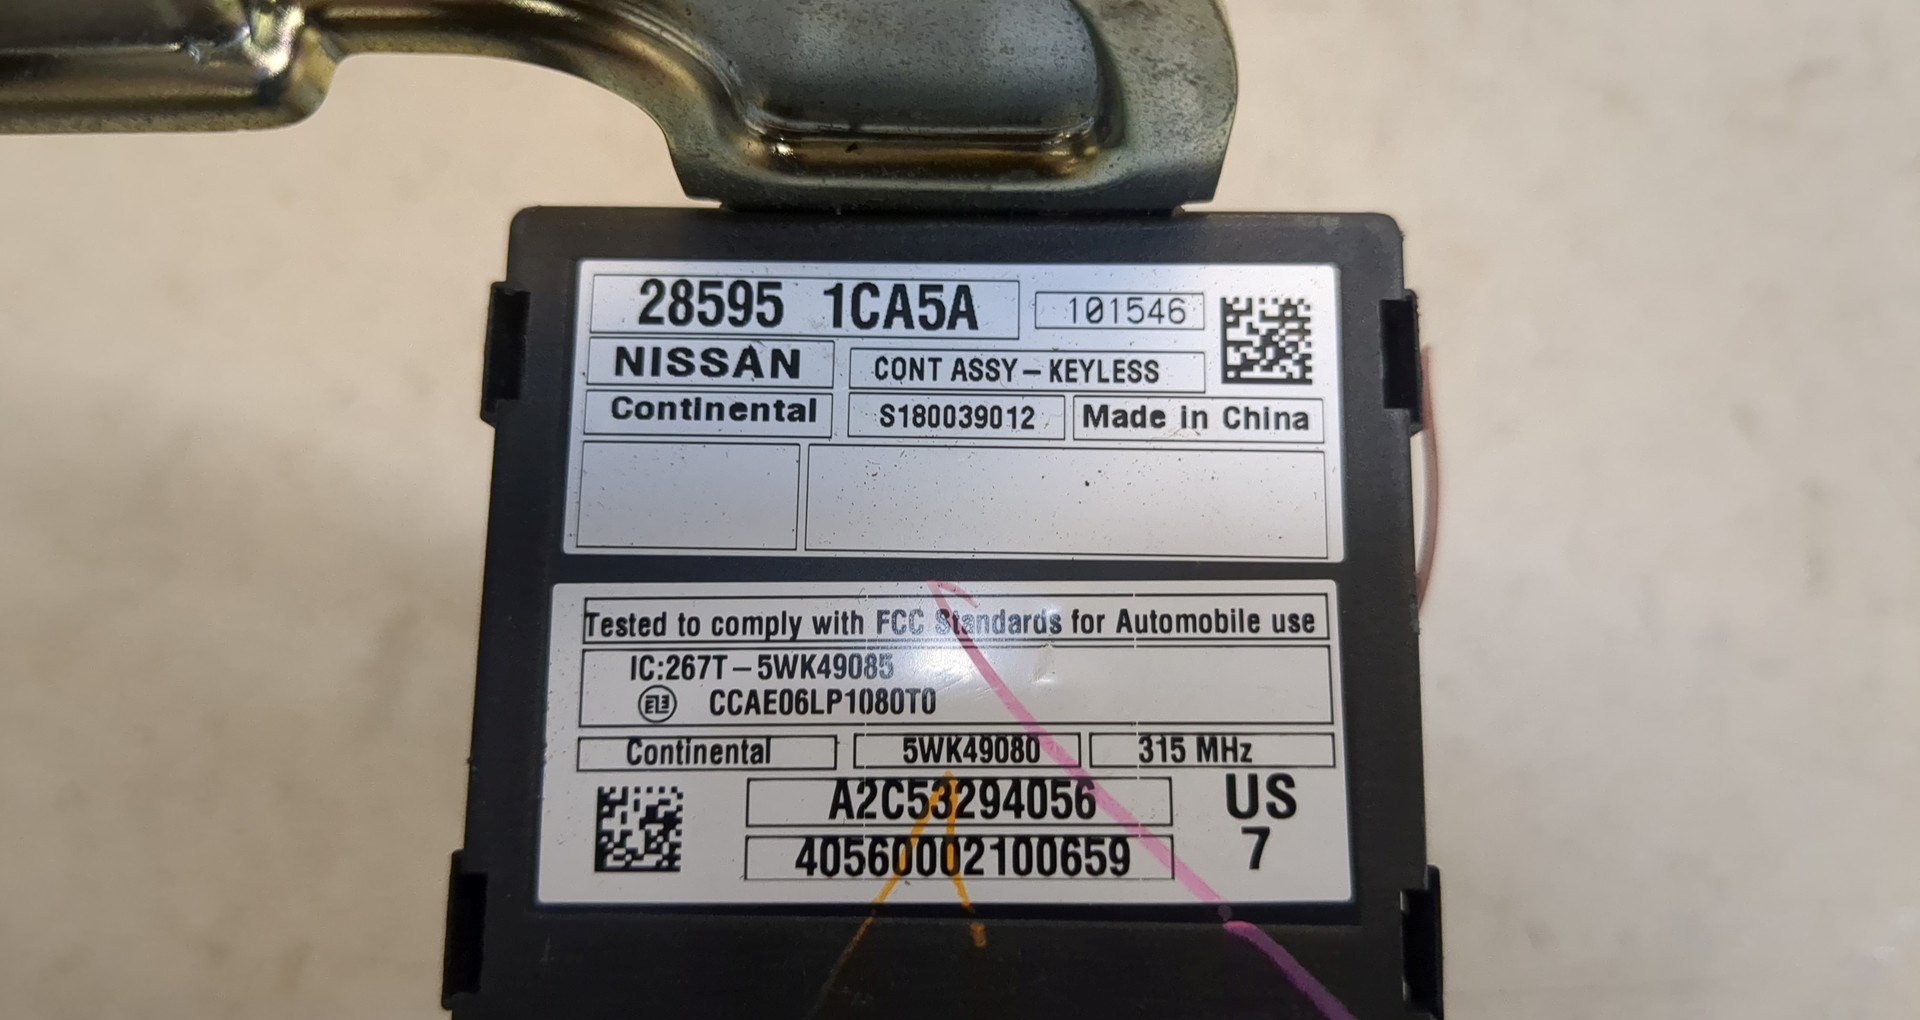 28595 1CA5A 101546
NISSAN CONT ASSY – KEYLESS
Continental S180039012 Made in China
Tested to comply with FCC Standards for Automobile use
IC:267T – 5WK49085
CCAE06LP1080T0
Continental 5WK49080 315 MHz
A2C53294056 US
40560002100659 7